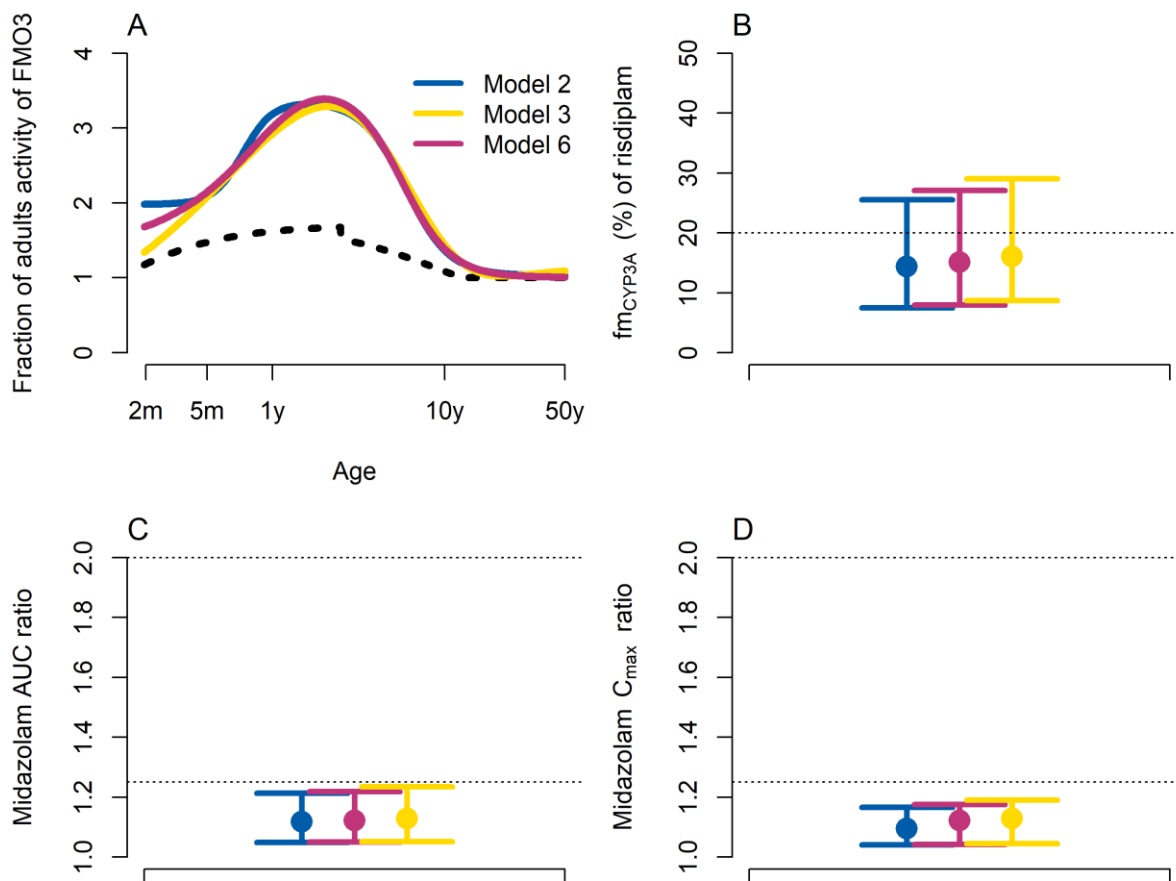 A
Fraction of adults activity of FMO3
4
3
2
1
0
Model 2
Model 3
Model 6
2m 5m 1y 10y 50y
Age
B
fmCYP3A (%) of risdiplam
50
40
30
20
10
0
C
Midazolam AUC ratio
2.0
1.8
1.6
1.4
1.2
1.0
D
Midazolam Cmax ratio
2.0
1.8
1.6
1.4
1.2
1.0